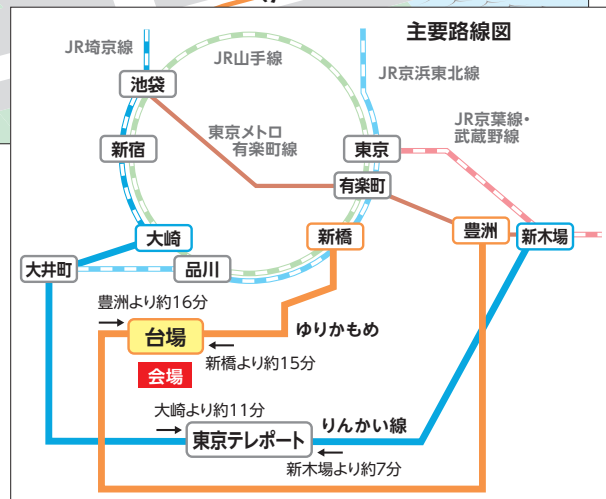 主要路線図
JR埼京線
JR山手線
JR京浜東北線
池袋
JR京葉線・
武蔵野線
東京メトロ
有楽町線
新宿
東京
有楽町
大崎
新橋
豊洲
新木場
大井町
品川
豊洲より約16分
台場
ゆりかもめ
新橋より約15分
会場
大崎より約11分
東京テレポート
りんかい線
新木場より約7分